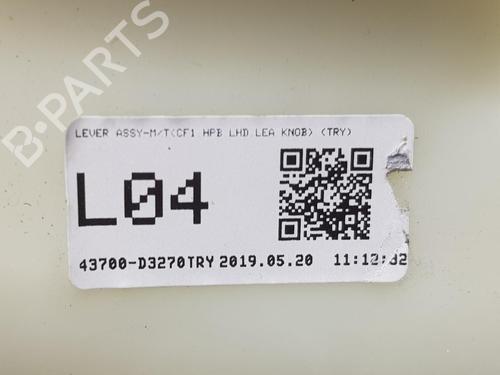 B-PARTS
LEVER ASSY-M/T(CF1 HPB LHD LEA KNOB) (TRY)
L04
43700-D3270TRY 2019.05.20 11:12:32